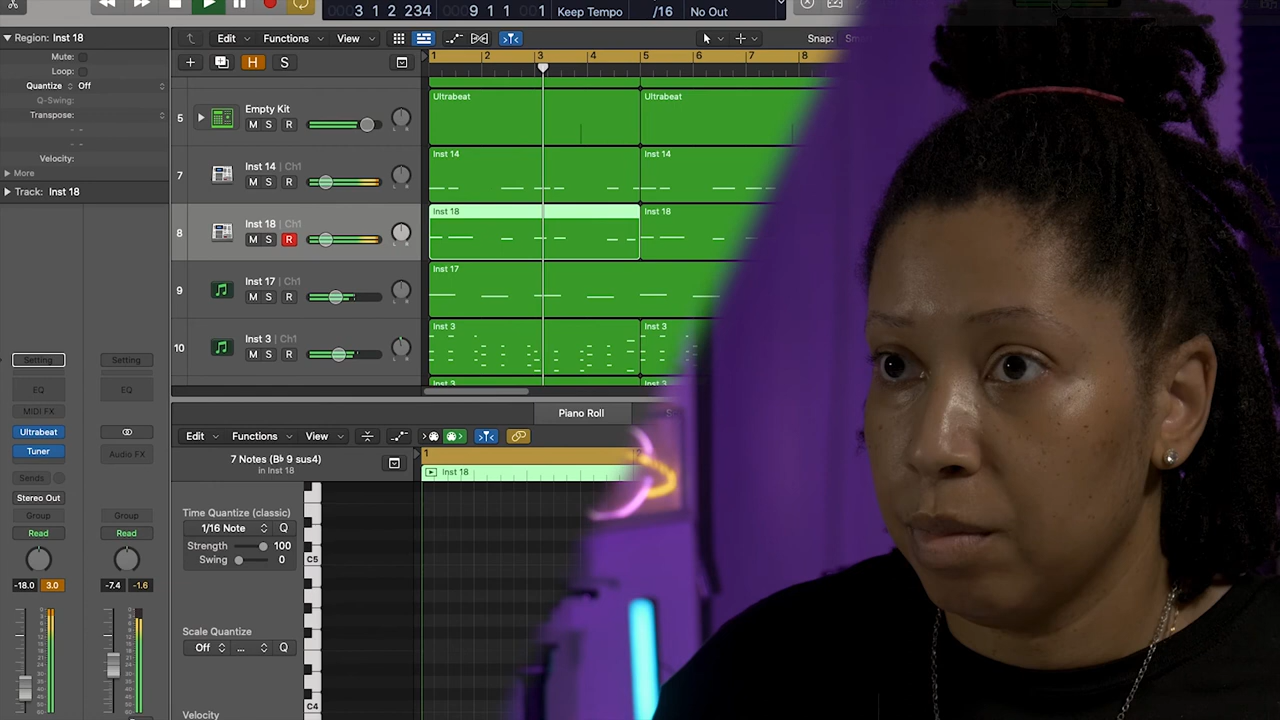 Region: Inst 18
Mute:
Loop:
Quantize Off
Q-Swing:
Transpose:
Velocity:
More
Track: Inst 18
Setting Setting
EQ EQ
MIDI FX
Ultrabeat
Tuner Audio FX
Sends
Stereo Out
Group Group
Read Read
-18.0 3.0 -7.4 -1.6
3 1 2 234
9 1 1 1
Keep Tempo
/16
No Out
Edit Functions View
Snap:
H S
1 2 3 4 5 6 7 8
5 Empty Kit
M S R
Ultrabeat Ultrabeat
7 Inst 14 | Ch1
M S R
Inst 14 Inst 14
8 Inst 18 | Ch1
M S R
Inst 18 Inst 18
9 Inst 17 | Ch1
M S R
Inst 17
10 Inst 3 | Ch1
M S R
Inst 3 Inst 3
Inst 3 Inst 3
Piano Roll
Edit Functions View
7 Notes (B♭ 9 sus4)
in Inst 18
1
Inst 18
Time Quantize (classic)
1/16 Note Q
Strength 100
Swing 0
C5
Scale Quantize
Off ... Q
C4
Velocity